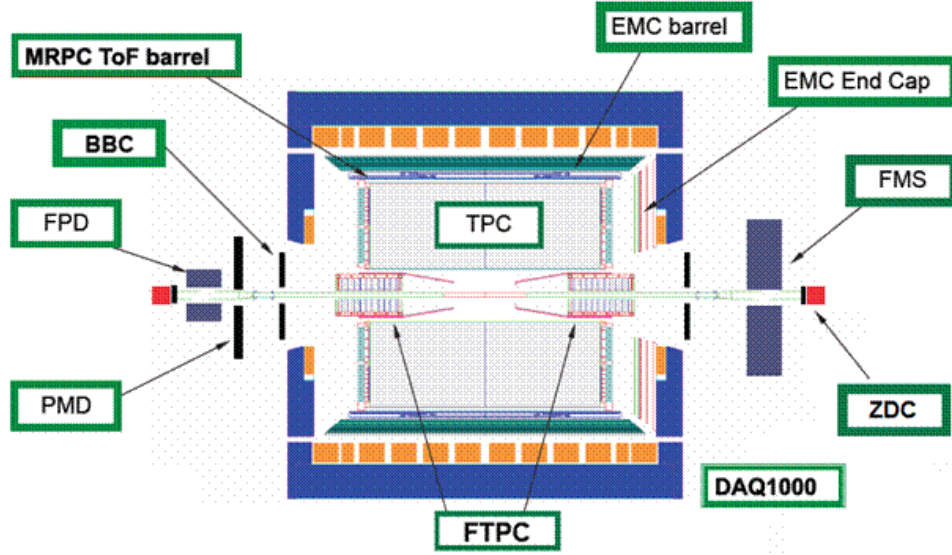 EMC barrel
MRPC ToF barrel
EMC End Cap
BBC
FMS
FPD
TPC
PMD
ZDC
DAQ1000
FTPC